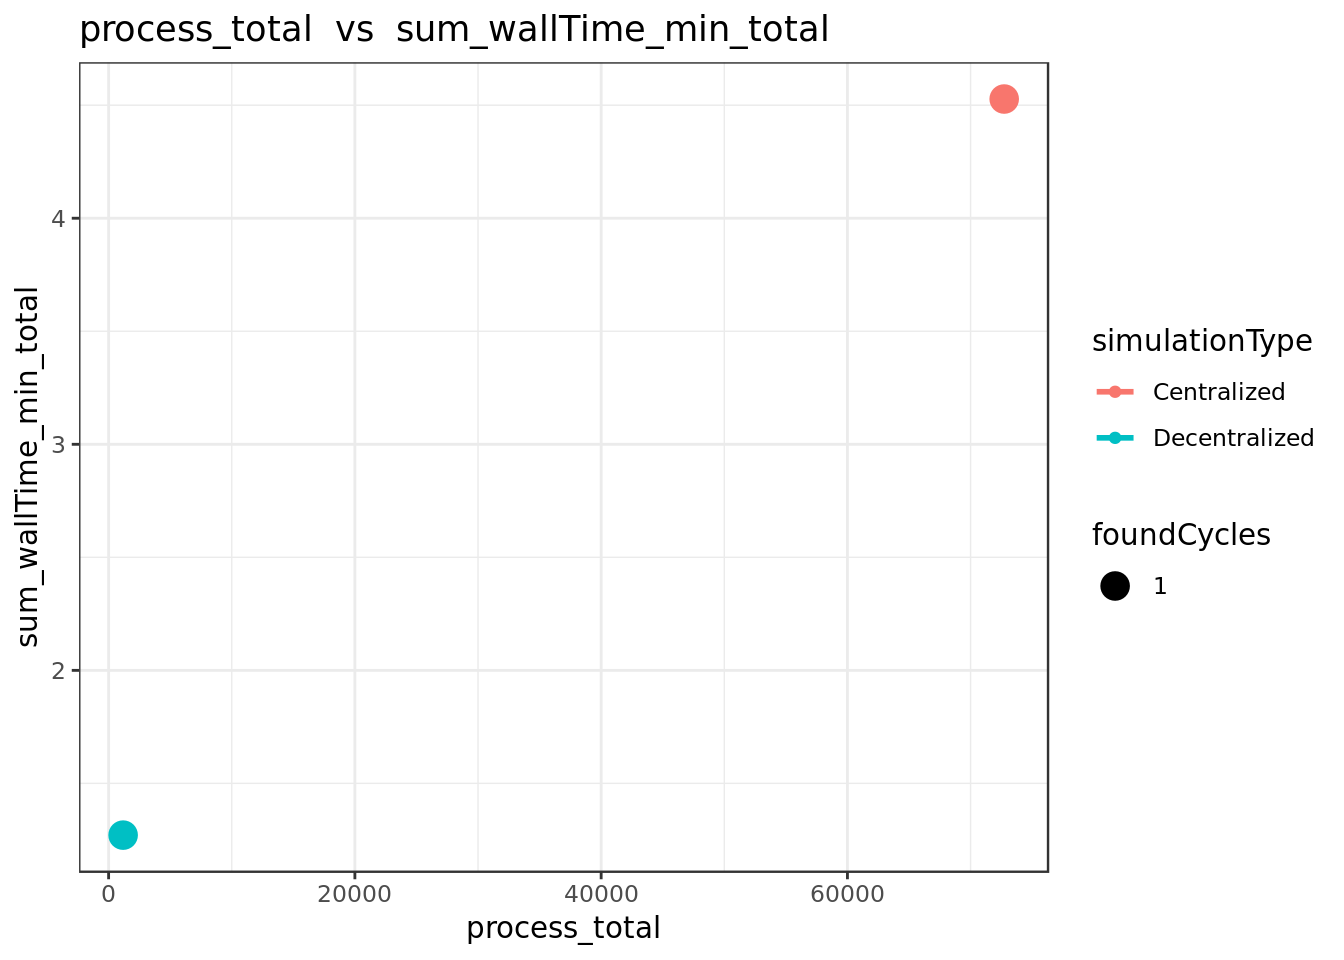 process_total  vs  sum_wallTime_min_total
sum_wallTime_min_total
4
3
2
0
20000
40000
60000
process_total
simulationType
Centralized
Decentralized
foundCycles
1